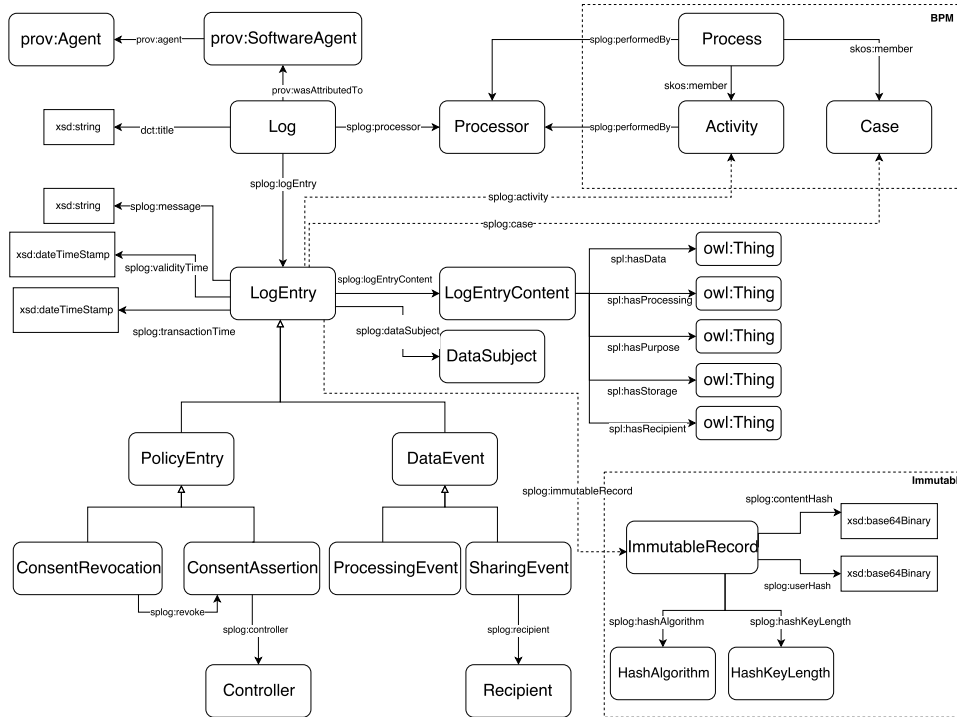 BPM
prov:Agent
prov:agent
prov:SoftwareAgent
splog:performedBy
Process
skos:member
prov:wasAttributedTo
skos:member
xsd:string
dct:title
Log
splog:processor
Processor
splog:performedBy
Activity
Case
splog:logEntry
xsd:string
splog:message
splog:activity
splog:case
xsd:dateTimeStamp
splog:validityTime
splog:logEntryContent
spl:hasData
owl:Thing
LogEntry
LogEntryContent
spl:hasProcessing
owl:Thing
xsd:dateTimeStamp
splog:transactionTime
splog:dataSubject
DataSubject
spl:hasPurpose
owl:Thing
spl:hasStorage
owl:Thing
spl:hasRecipient
owl:Thing
PolicyEntry
DataEvent
splog:immutableRecord
Immutabl
splog:contentHash
xsd:base64Binary
ImmutableRecord
splog:userHash
xsd:base64Binary
ConsentRevocation
ConsentAssertion
ProcessingEvent
SharingEvent
splog:revoke
splog:controller
splog:recipient
splog:hashAlgorithm
splog:hashKeyLength
Controller
Recipient
HashAlgorithm
HashKeyLength